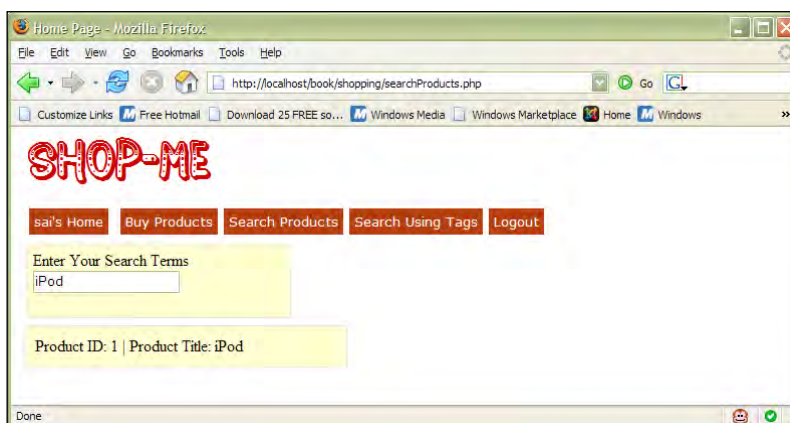 Home Page - Mozilla Firefox
File Edit View Go Bookmarks Tools Help
http://localhost/book/shopping/searchProducts.php Go G
Customize Links Free Hotmail Download 25 FREE so... Windows Media Windows Marketplace Home Windows »
SHOP-ME
sai's Home Buy Products Search Products Search Using Tags Logout
Enter Your Search Terms
iPod
Product ID: 1 | Product Title: iPod
Done